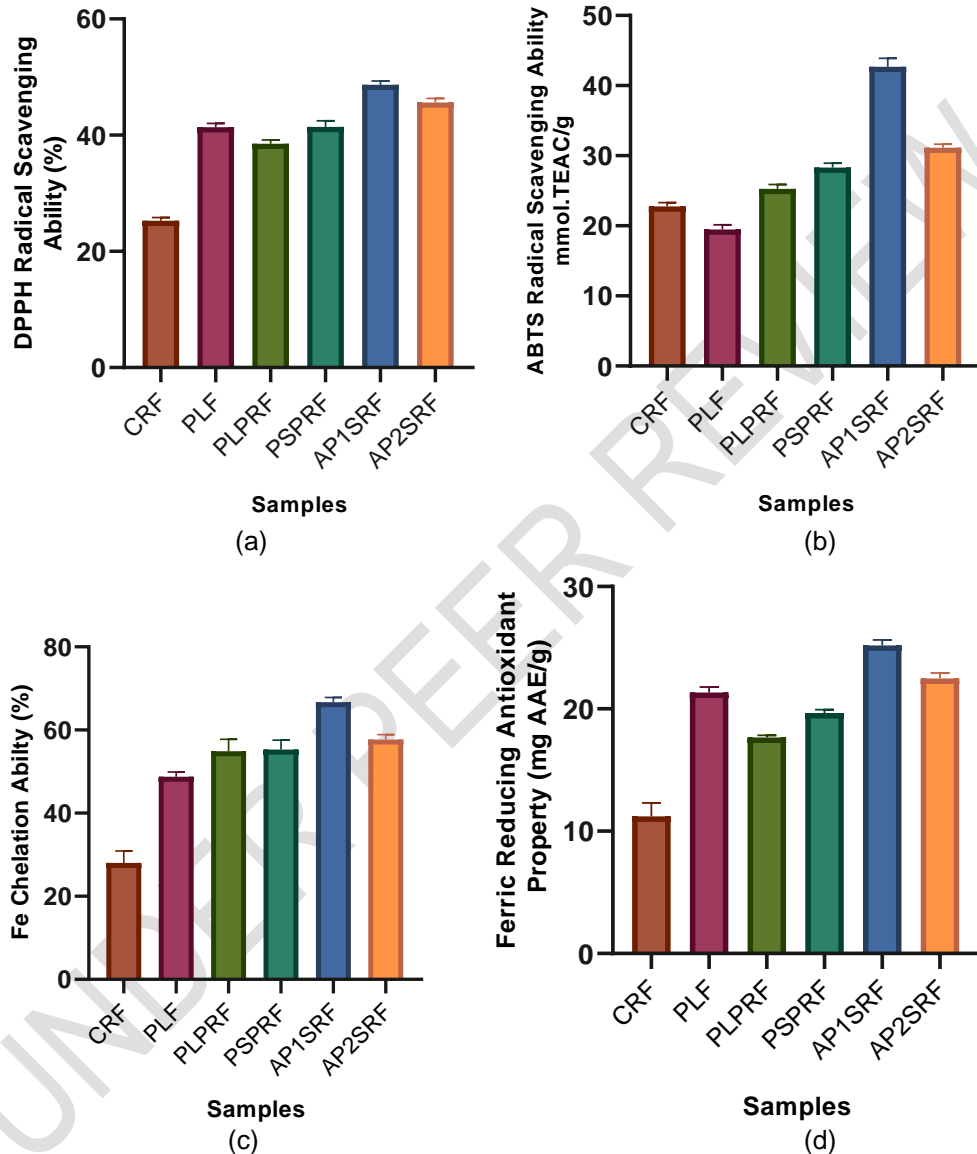 DPPH Radical Scavenging
Ability (%)
60
40
20
0
CRF
PLF
PLPRF
PSPRF
AP1SRF
AP2SRF
Samples
(a)
ABTS Radical Scavenging Ability
mmol.TEAC/g
50
40
30
20
10
0
CRF
PLF
PLPRF
PSPRF
AP1SRF
AP2SRF
Samples
(b)
Fe Chelation Abilty (%)
80
60
40
20
0
CRF
PLF
PLPRF
PSPRF
AP1SRF
AP2SRF
Samples
(c)
Ferric Reducing Antioxidant
Property (mg AAE/g)
30
20
10
0
CRF
PLF
PLPRF
PSPRF
AP1SRF
AP2SRF
Samples
(d)
UNDER PEER REVIEW